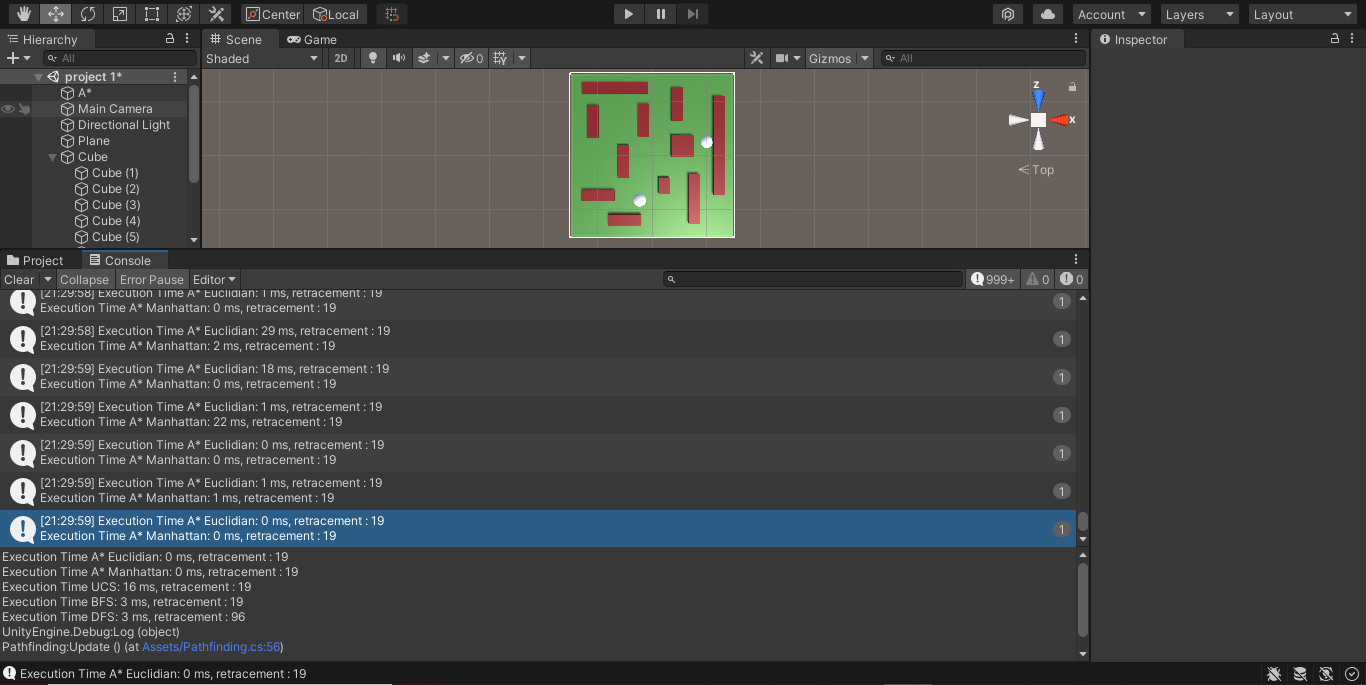 Center
Local
Account
Layers
Layout
Hierarchy
Scene
Game
Inspector
All
Shaded
2D
0
Gizmos
All
project 1*
A*
Main Camera
Directional Light
Plane
Cube
Cube (1)
Cube (2)
Cube (3)
Cube (4)
Cube (5)
z
x
Top
Project
Console
Clear
Collapse
Error Pause
Editor
999+
0
0
[21:29:58] Execution Time A* Euclidian: 1 ms, retracement : 19
Execution Time A* Manhattan: 0 ms, retracement : 19
1
[21:29:58] Execution Time A* Euclidian: 29 ms, retracement : 19
Execution Time A* Manhattan: 2 ms, retracement : 19
1
[21:29:59] Execution Time A* Euclidian: 18 ms, retracement : 19
Execution Time A* Manhattan: 0 ms, retracement : 19
1
[21:29:59] Execution Time A* Euclidian: 1 ms, retracement : 19
Execution Time A* Manhattan: 22 ms, retracement : 19
1
[21:29:59] Execution Time A* Euclidian: 0 ms, retracement : 19
Execution Time A* Manhattan: 0 ms, retracement : 19
1
[21:29:59] Execution Time A* Euclidian: 1 ms, retracement : 19
Execution Time A* Manhattan: 1 ms, retracement : 19
1
[21:29:59] Execution Time A* Euclidian: 0 ms, retracement : 19
Execution Time A* Manhattan: 0 ms, retracement : 19
1
Execution Time A* Euclidian: 0 ms, retracement : 19
Execution Time A* Manhattan: 0 ms, retracement : 19
Execution Time UCS: 16 ms, retracement : 19
Execution Time BFS: 3 ms, retracement : 19
Execution Time DFS: 3 ms, retracement : 96
UnityEngine.Debug:Log (object)
Pathfinding:Update () (at Assets/Pathfinding.cs:56)
Execution Time A* Euclidian: 0 ms, retracement : 19